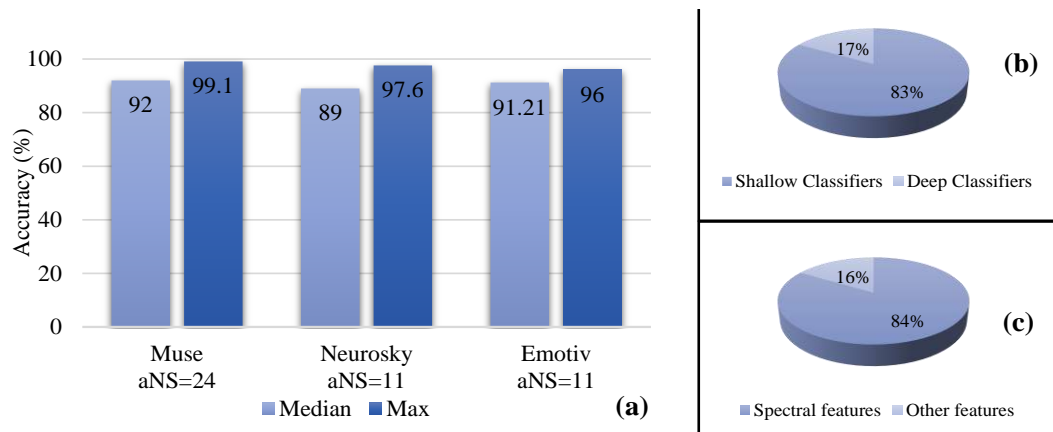 Accuracy (%)
100
80
60
40
20
0
92
99.1
89
97.6
91.21
96
Muse
aNS=24
Neurosky
aNS=11
Emotiv
aNS=11
Median
Max
(a)
17%
83%
(b)
Shallow Classifiers
Deep Classifiers
16%
84%
(c)
Spectral features
Other features